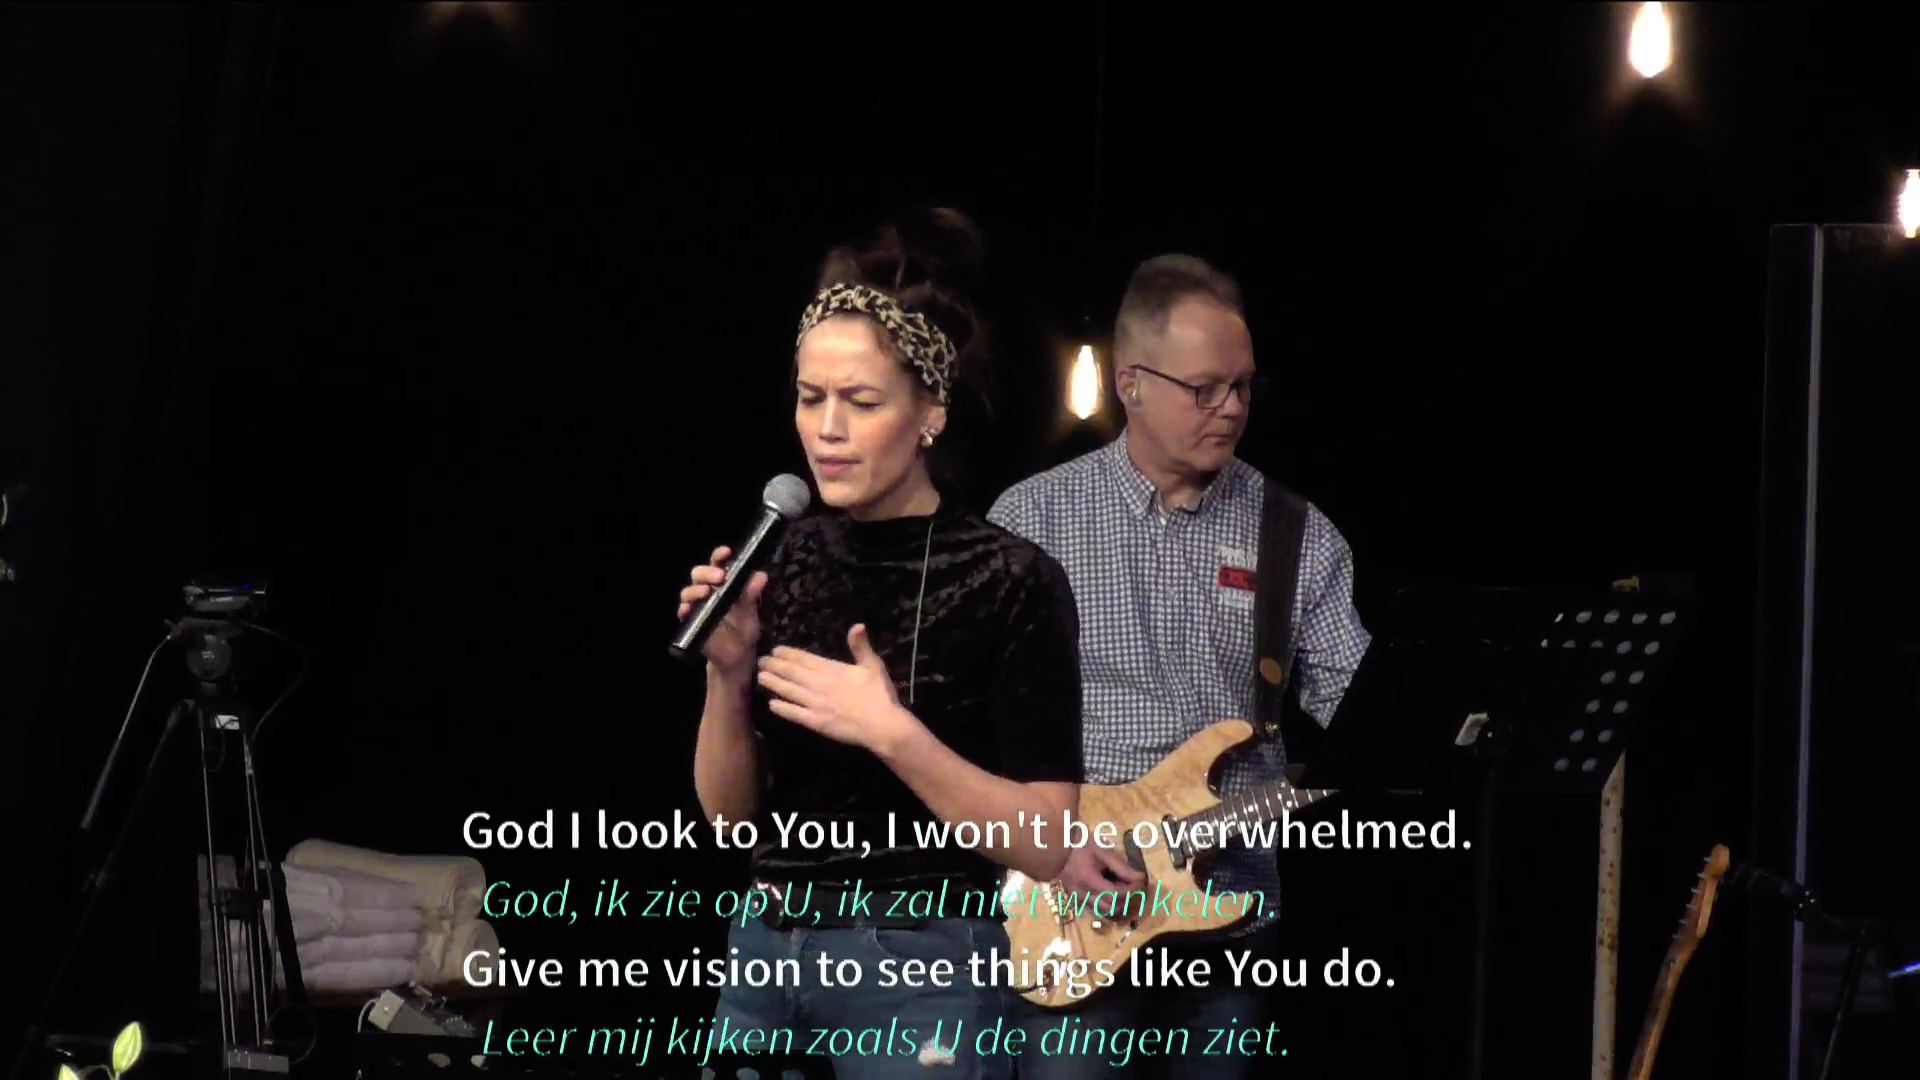 God I look to You, I won't be overwhelmed.
God, ik zie op U, ik zal niet wankelen.
Give me vision to see things like You do.
Leer mij kijken zoals U de dingen ziet.